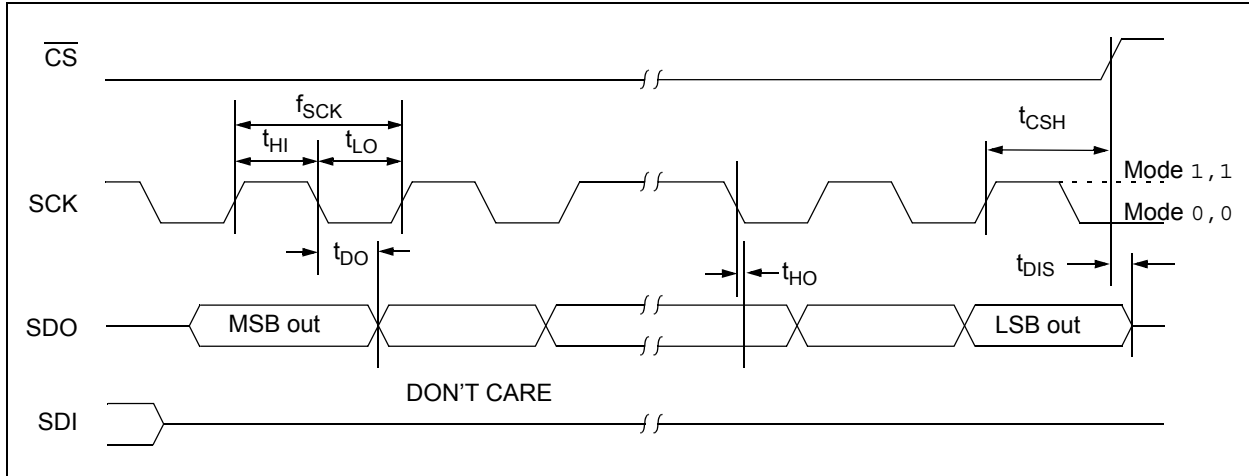 CS
fSCK
tHI
tLO
tCSH
Mode 1,1
SCK
Mode 0,0
tDO
tHO
tDIS
SDO
MSB out
LSB out
DON'T CARE
SDI